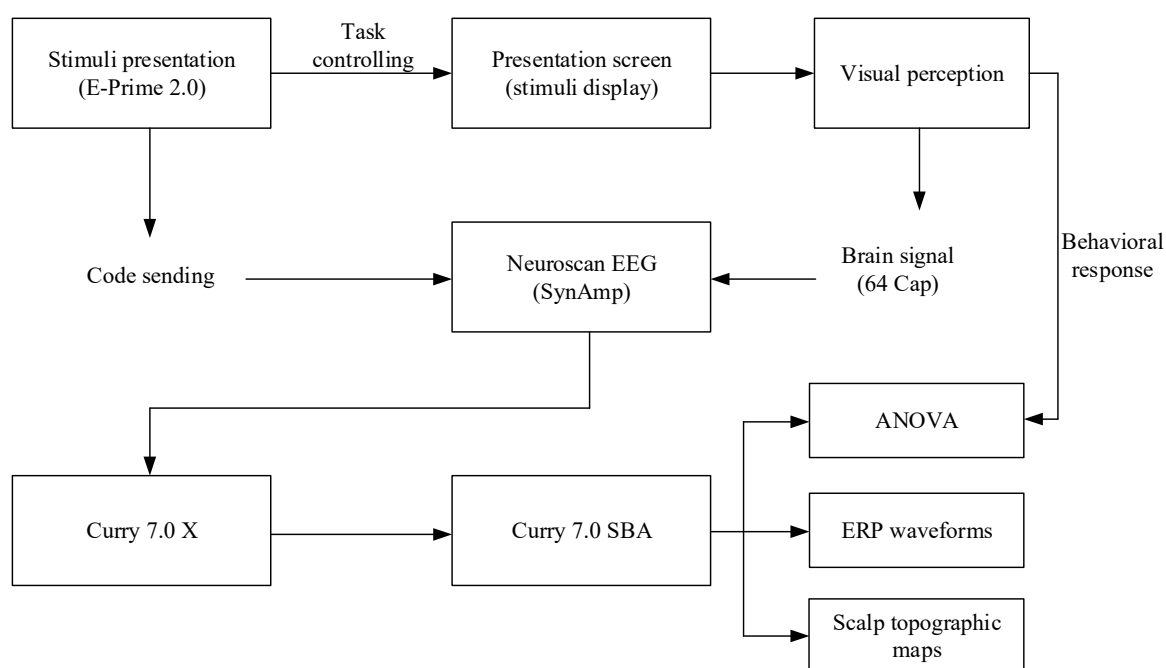 Stimuli presentation
(E-Prime 2.0)
Task
controlling
Presentation screen
(stimuli display)
Visual perception
Code sending
Neuroscan EEG
(SynAmp)
Brain signal
(64 Cap)
Behavioral
response
ANOVA
Curry 7.0 X
Curry 7.0 SBA
ERP waveforms
Scalp topographic
maps